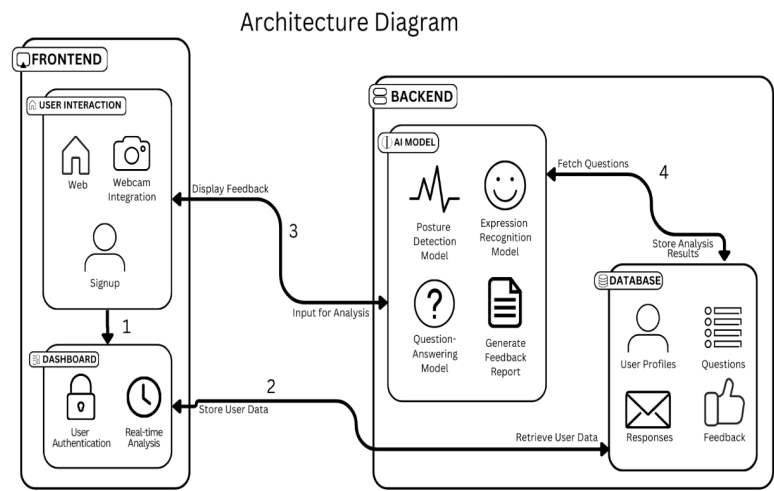 Architecture Diagram
FRONTEND
USER INTERACTION
Web
Webcam
Integration
Signup
1
DASHBOARD
User
Authentication
Real-time
Analysis
Display Feedback
3
Input for Analysis
2
Store User Data
Retrieve User Data
BACKEND
AI MODEL
Posture
Detection
Model
Expression
Recognition
Model
?
Question-
Answering
Model
Generate
Feedback
Report
Fetch Questions
4
Store Analysis
Results
DATABASE
User Profiles
Questions
Responses
Feedback